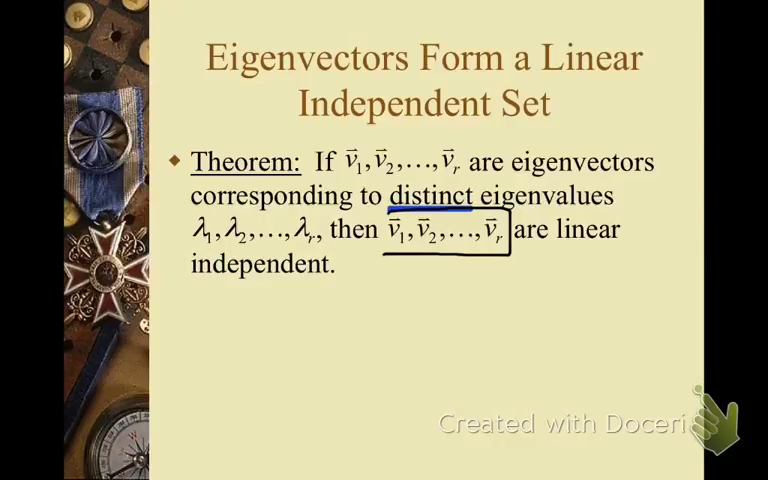 Eigenvectors Form a Linear
Independent Set
Theorem: If v⃗₁, v⃗₂,…, v⃗ᵣ are eigenvectors
corresponding to distinct eigenvalues
λ₁, λ₂,…, λᵣ, then v⃗₁, v⃗₂,…, v⃗ᵣ are linear
independent.
Created with Doceri